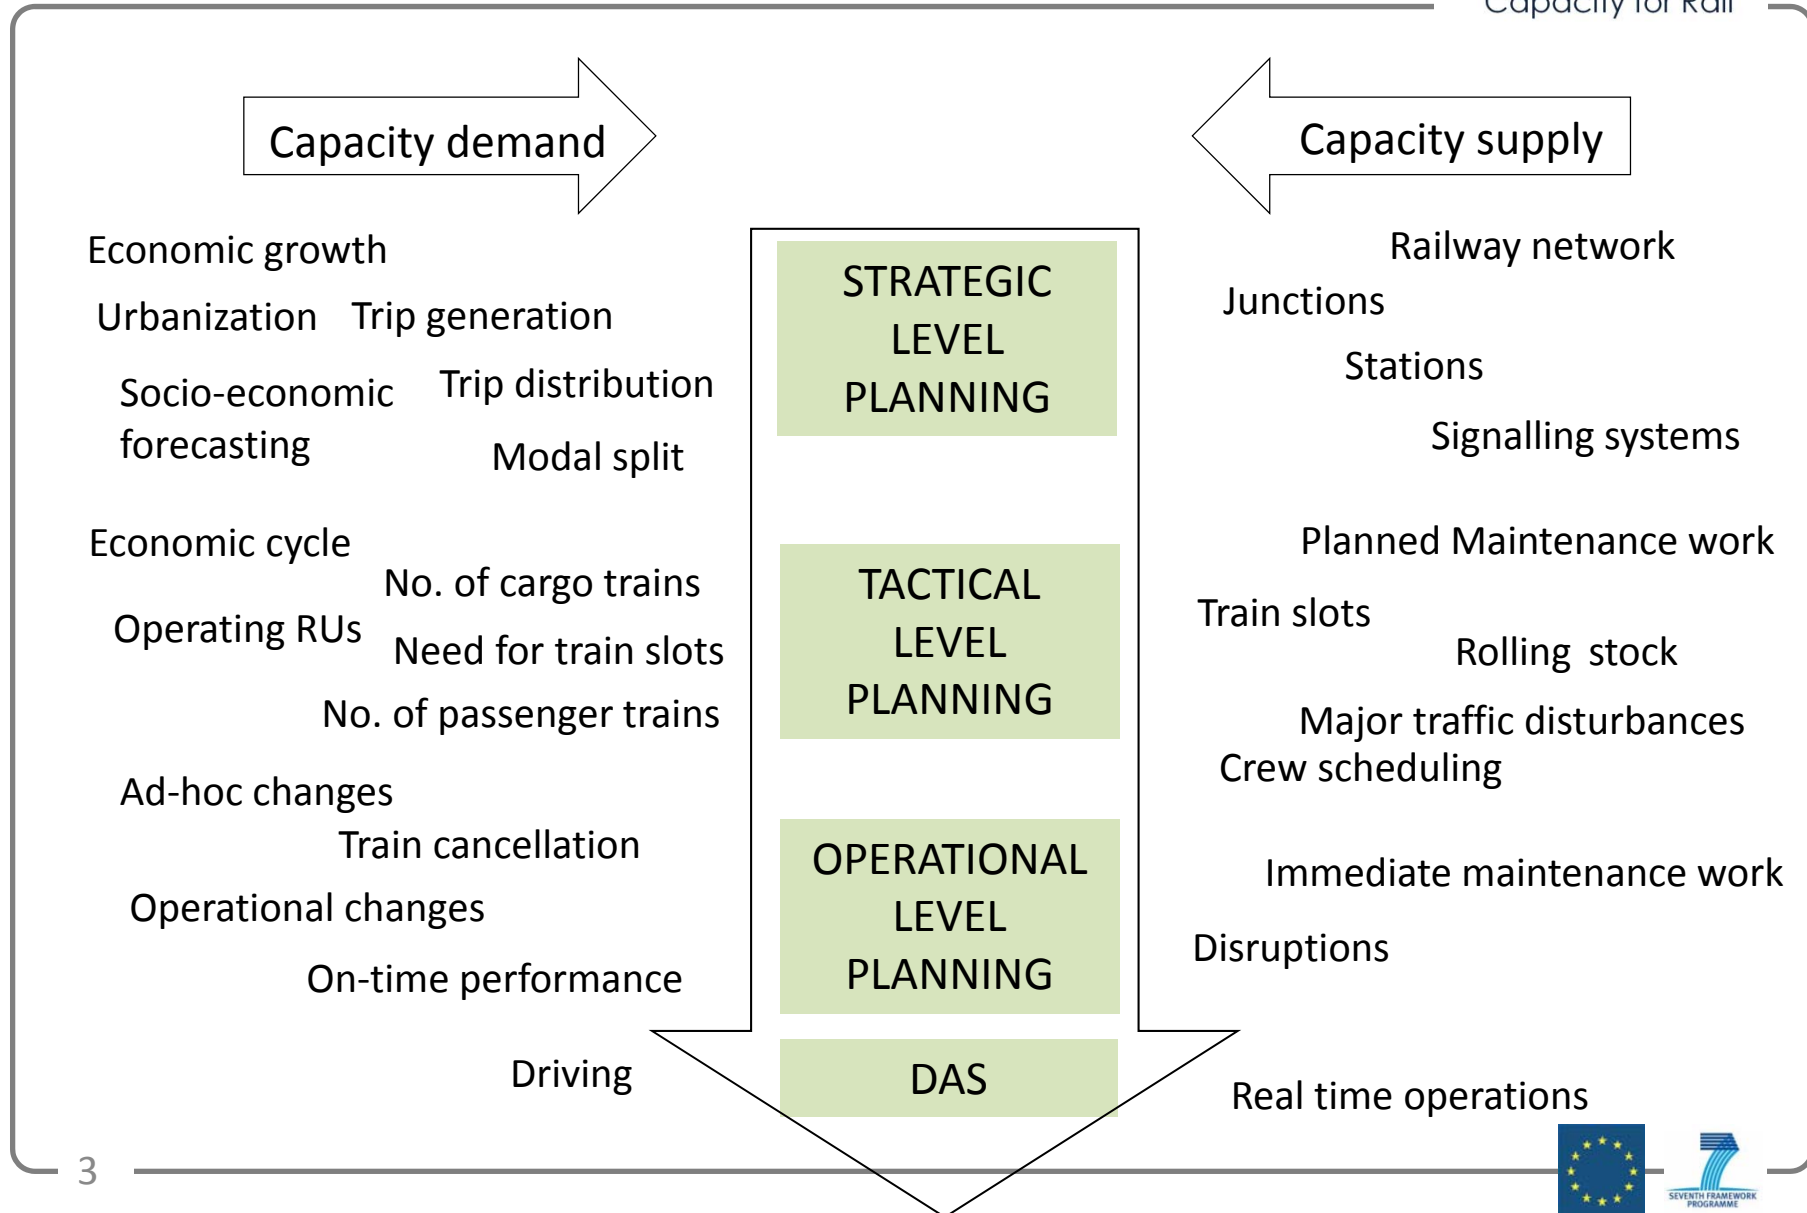 Capacity for Rail
Capacity demand
Capacity supply
Economic growth
Urbanization
Trip generation
Socio-economic
forecasting
Trip distribution
Modal split
STRATEGIC
LEVEL
PLANNING
Railway network
Junctions
Stations
Signalling systems
Economic cycle
No. of cargo trains
Operating RUs
Need for train slots
No. of passenger trains
TACTICAL
LEVEL
PLANNING
Planned Maintenance work
Train slots
Rolling stock
Major traffic disturbances
Crew scheduling
Ad-hoc changes
Train cancellation
Operational changes
On-time performance
OPERATIONAL
LEVEL
PLANNING
Immediate maintenance work
Disruptions
Driving
DAS
Real time operations
3
SEVENTH FRAMEWORK
PROGRAMME